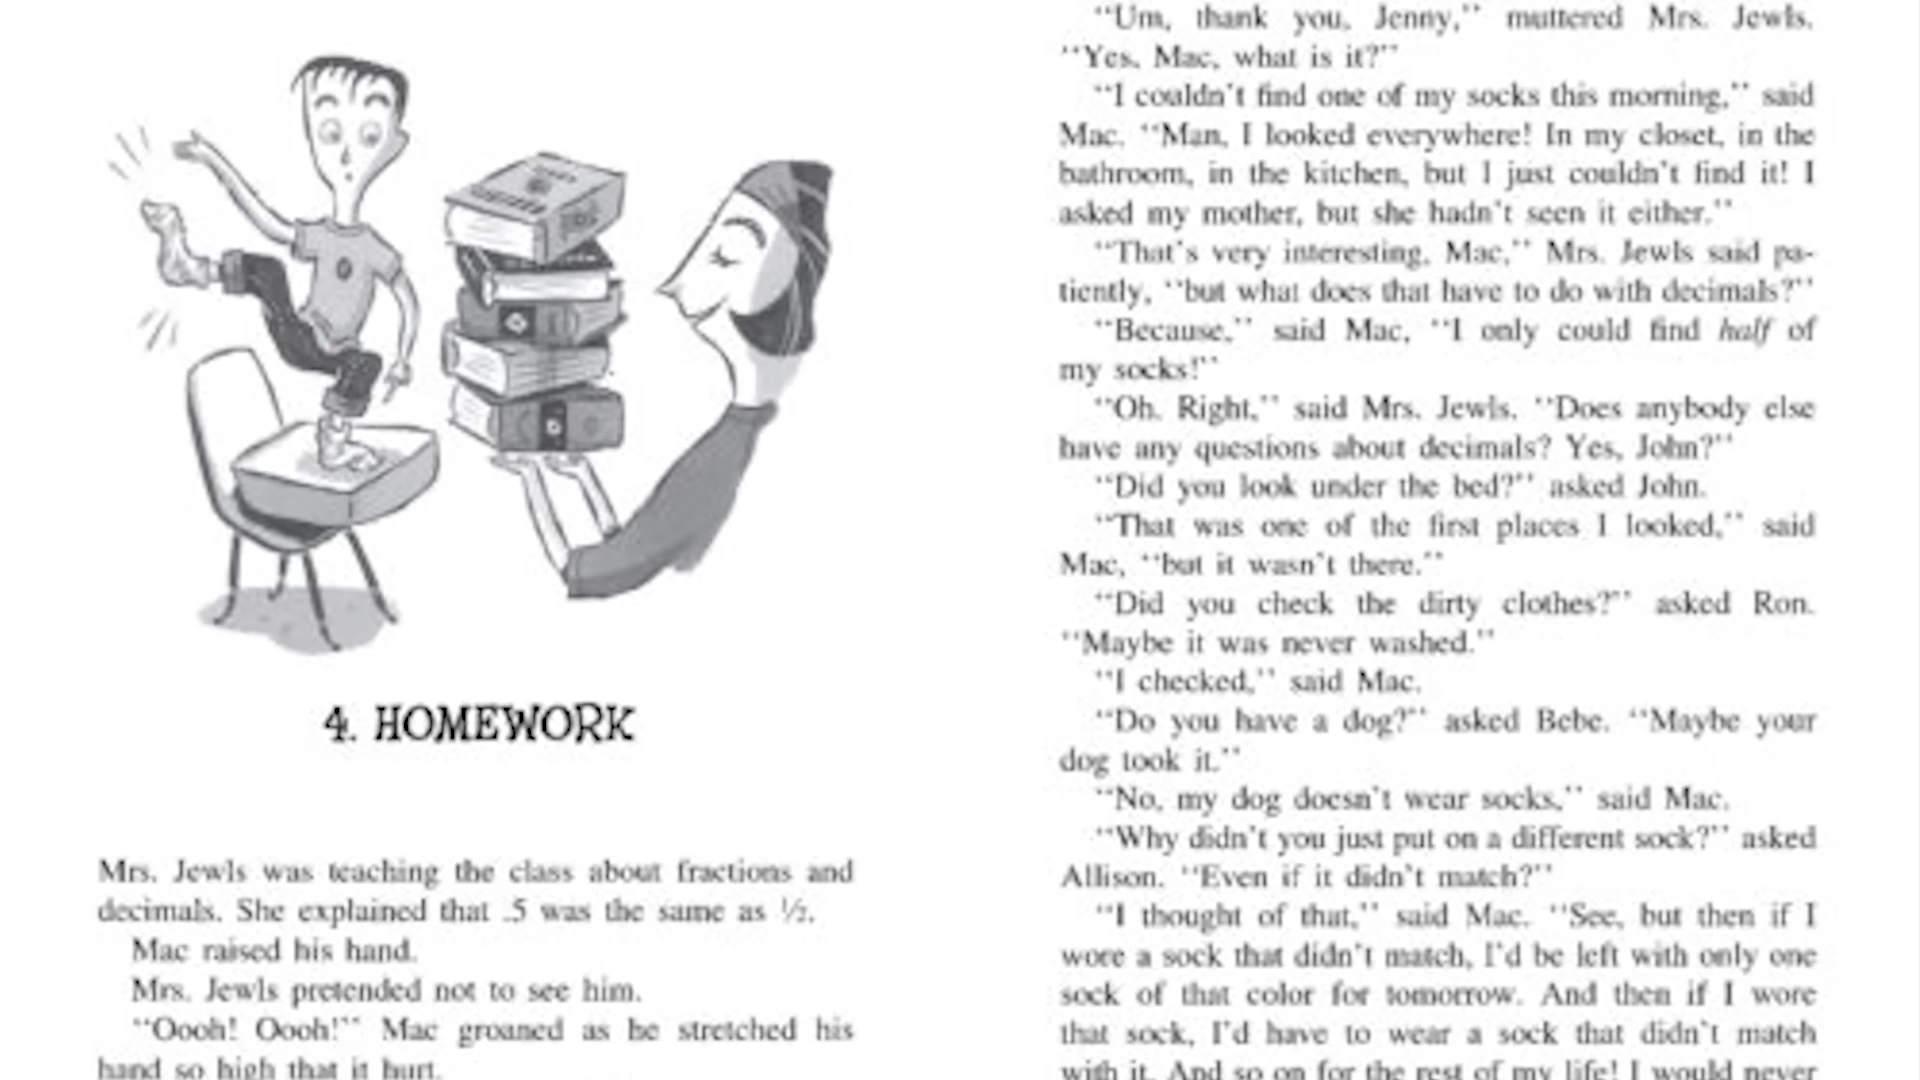 4. HOMEWORK
Mrs. Jewls was teaching the class about fractions and
decimals. She explained that .5 was the same as ½.
Mac raised his hand.
Mrs. Jewls pretended not to see him.
"Oooh! Oooh!" Mac groaned as he stretched his
hand so high that it hurt.
"Um, thank you, Jenny," muttered Mrs. Jewls.
"Yes, Mac, what is it?"
"I couldn't find one of my socks this morning," said
Mac. "Man, I looked everywhere! In my closet, in the
bathroom, in the kitchen, but I just couldn't find it! I
asked my mother, but she hadn't seen it either."
"That's very interesting, Mac," Mrs. Jewls said pa-
tiently, "but what does that have to do with decimals?"
"Because," said Mac, "I only could find half of
my socks!"
"Oh. Right," said Mrs. Jewls. "Does anybody else
have any questions about decimals? Yes, John?"
"Did you look under the bed?" asked John.
"That was one of the first places I looked," said
Mac, "but it wasn't there."
"Did you check the dirty clothes?" asked Ron.
"Maybe it was never washed."
"I checked," said Mac.
"Do you have a dog?" asked Bebe. "Maybe your
dog took it."
"No, my dog doesn't wear socks," said Mac.
"Why didn't you just put on a different sock?" asked
Allison. "Even if it didn't match?"
"I thought of that," said Mac. "See, but then if I
wore a sock that didn't match, I'd be left with only one
sock of that color for tomorrow. And then if I wore
that sock, I'd have to wear a sock that didn't match
with it. And so on for the rest of my life! I would never